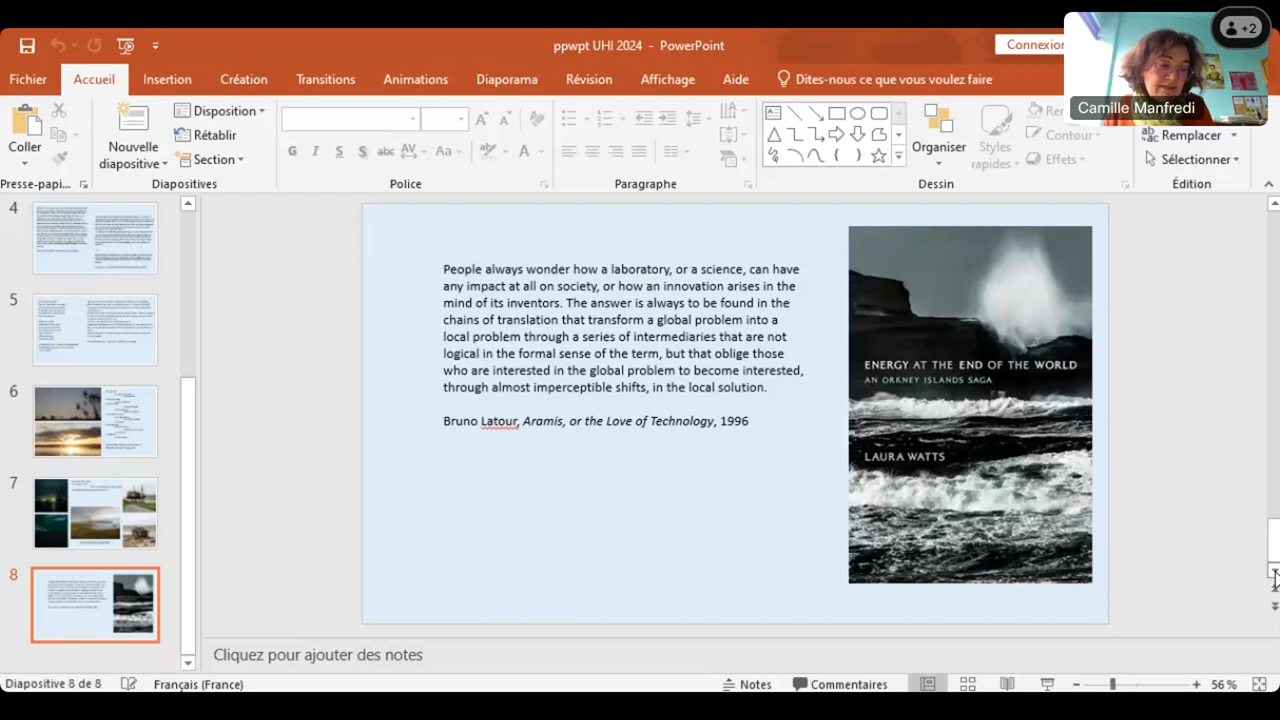 ppwpt UHI 2024 - PowerPoint
Connexion
+2
Camille Manfredi
Fichier
Accueil
Insertion
Création
Transitions
Animations
Diaporama
Révision
Affichage
Aide
Dites-nous ce que vous voulez faire
Coller
Nouvelle
diapositive
Disposition
Rétablir
Section
Organiser
Styles
rapides
Contour
Effets
Remplacer
Sélectionner
Presse-papi...
Diapositives
Police
Paragraphe
Dessin
Édition
4
5
6
7
8
People always wonder how a laboratory, or a science, can have
any impact at all on society, or how an innovation arises in the
mind of its inventors. The answer is always to be found in the
chains of translation that transform a global problem into a
local problem through a series of intermediaries that are not
logical in the formal sense of the term, but that oblige those
who are interested in the global problem to become interested,
through almost imperceptible shifts, in the local solution.
Bruno Latour, Aramis, or the Love of Technology, 1996
ENERGY AT THE END OF THE WORLD
AN ORKNEY ISLANDS SAGA
LAURA WATTS
Cliquez pour ajouter des notes
Diapositive 8 de 8
Français (France)
Notes
Commentaires
56 %